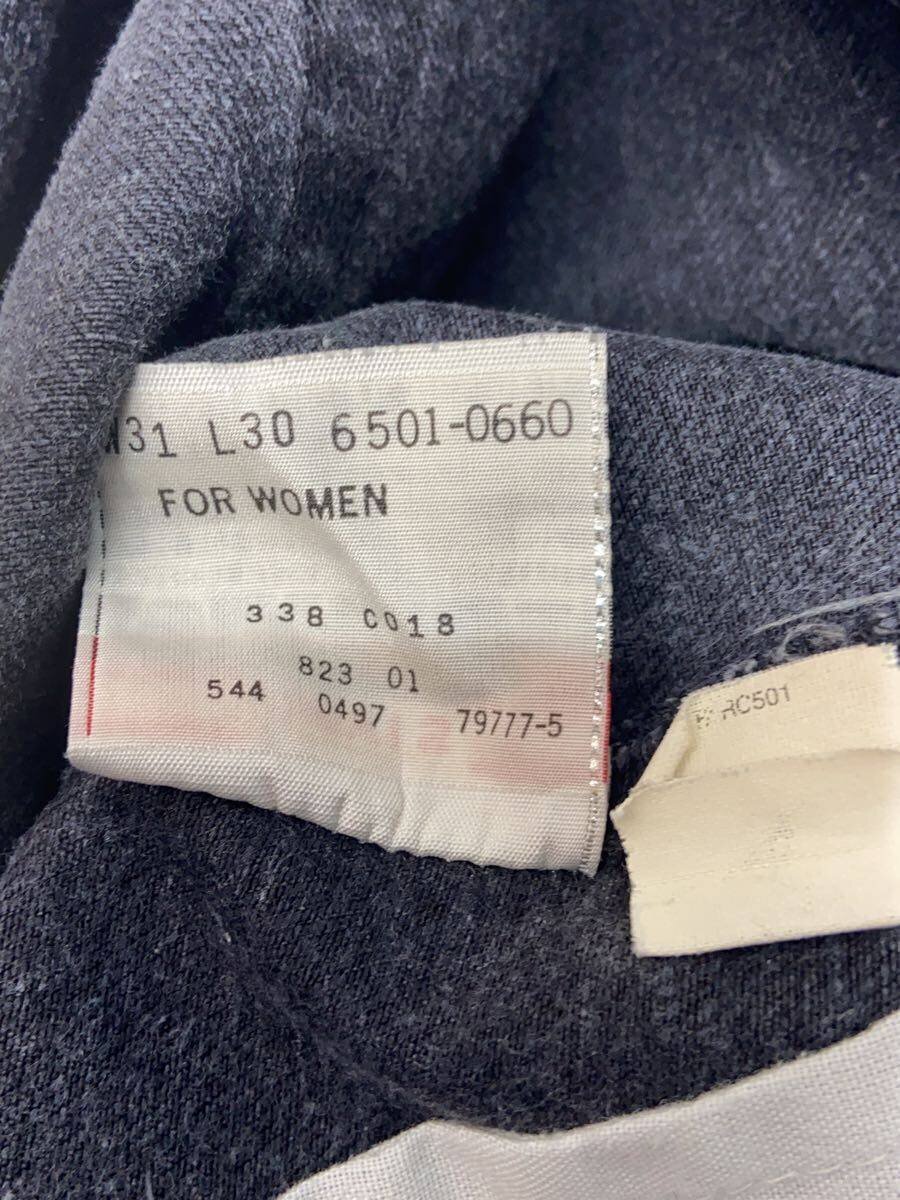 W31 L30 6501-0660
FOR WOMEN
338 C018
823 01
544 0497 79777-5
RC501